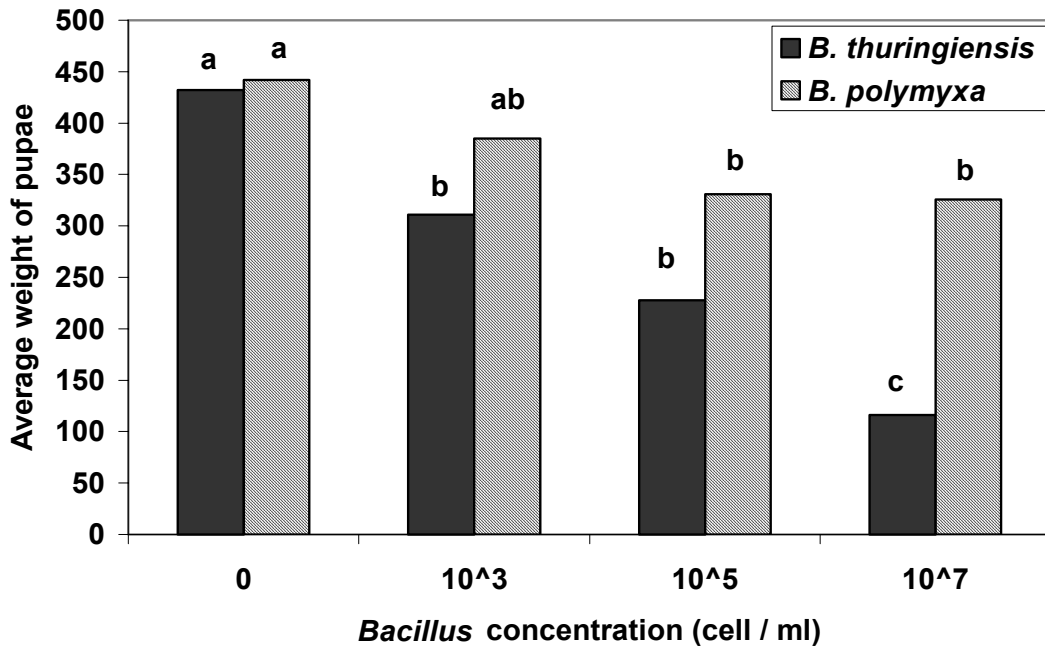 500
450
400
350
300
250
200
150
100
50
0
Average weight of pupae
a
a
b
ab
b
b
c
b
B. thuringiensis
B. polymyxa
0
10^3
10^5
10^7
Bacillus concentration (cell / ml)